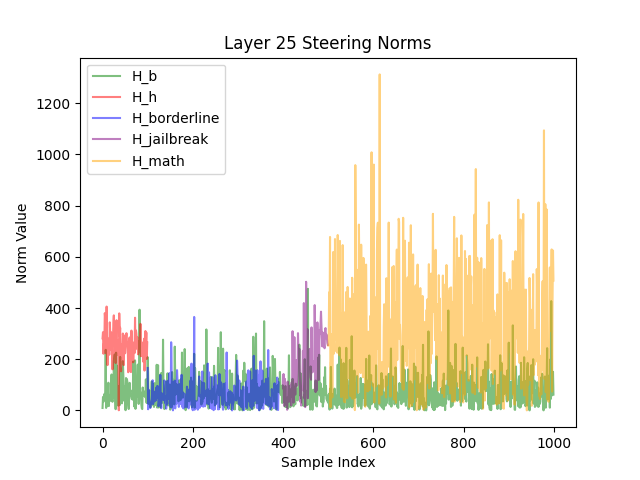 Layer 25 Steering Norms
H_b
H_h
H_borderline
H_jailbreak
H_math
Norm Value
1200
1000
800
600
400
200
0
0
200
400
600
800
1000
Sample Index